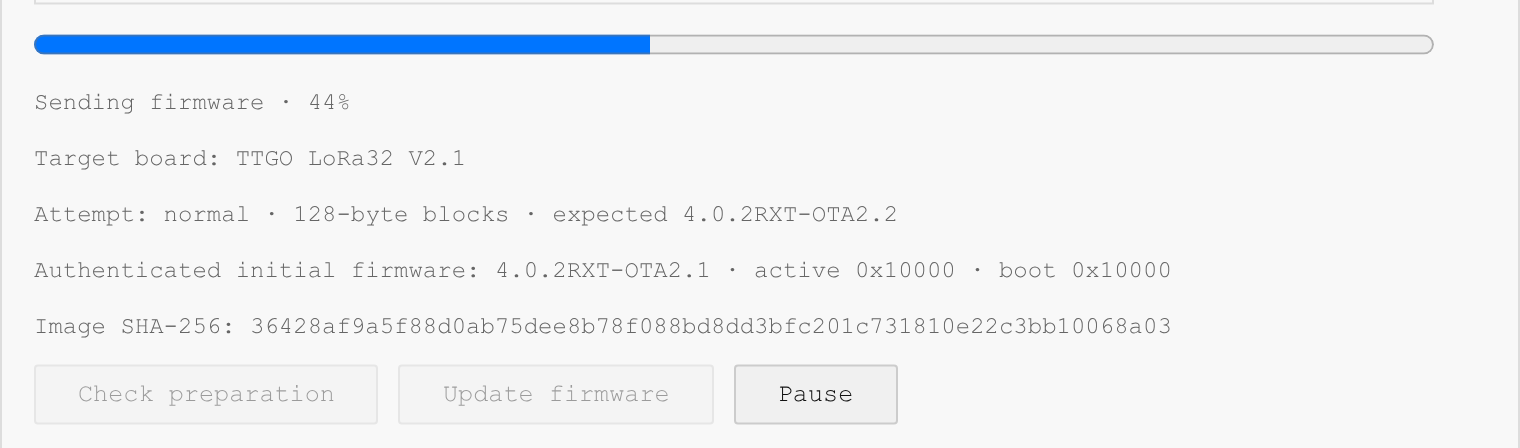 Sending firmware · 44%
Target board: TTGO LoRa32 V2.1
Attempt: normal · 128-byte blocks · expected 4.0.2RXT-OTA2.2
Authenticated initial firmware: 4.0.2RXT-OTA2.1 · active 0x10000 · boot 0x10000
Image SHA-256: 36428af9a5f88d0ab75dee8b78f088bd8dd3bfc201c731810e22c3bb10068a03
Check preparation Update firmware Pause